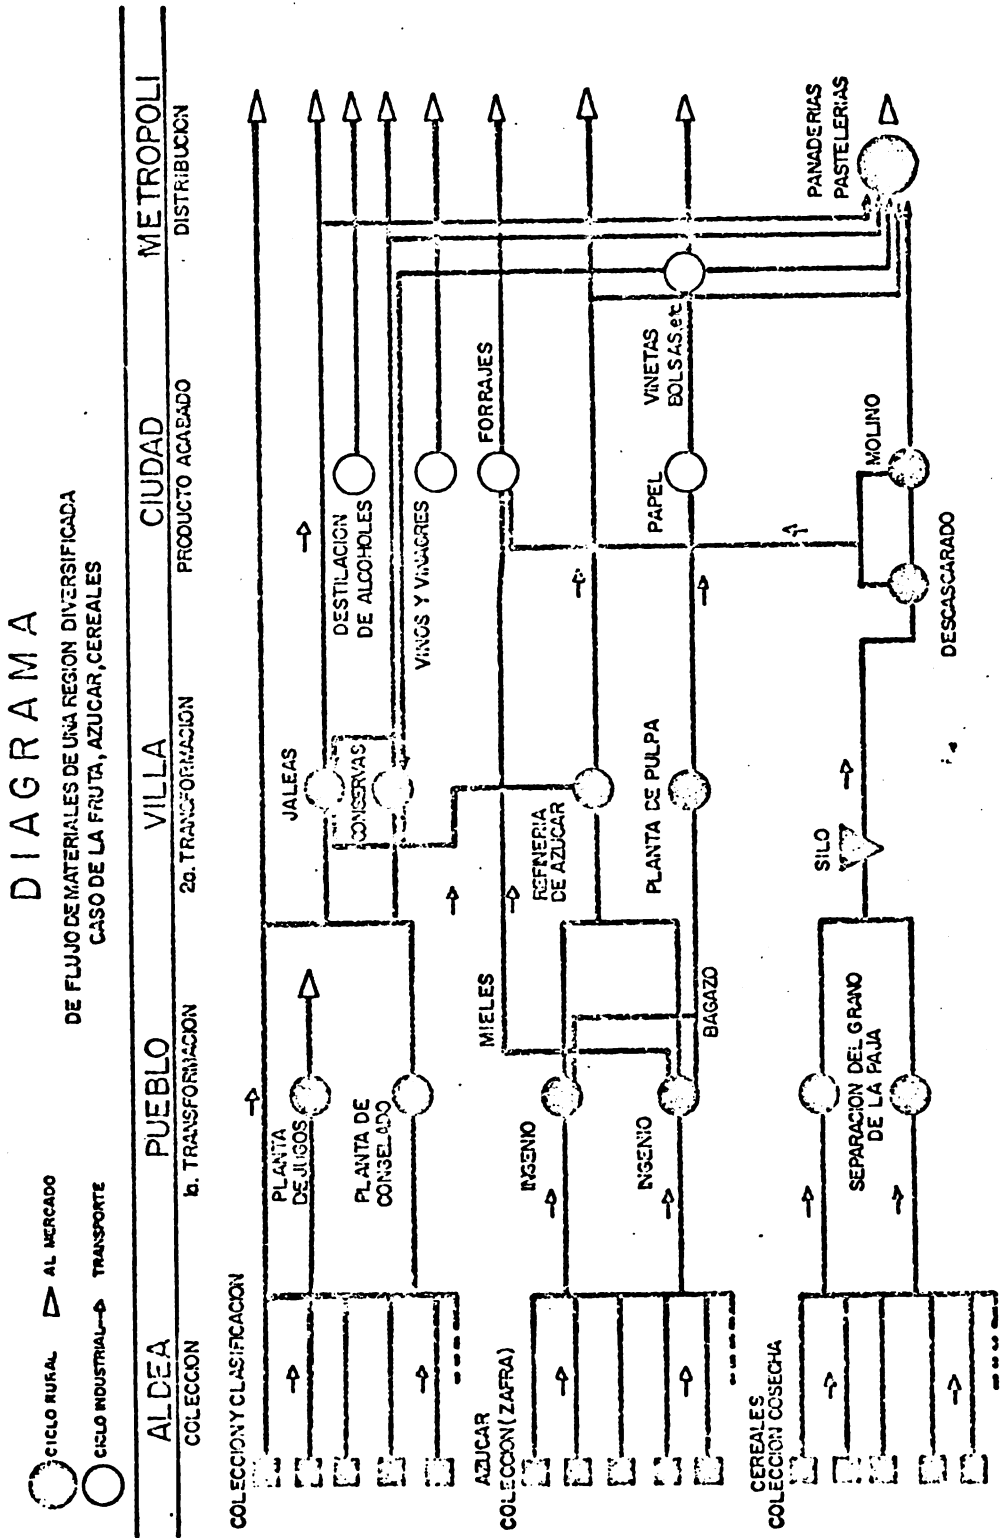 DIAGRAMA
DE FLUJO DE MATERIALES DE UNA REGION DIVERSIFICADA
CASO DE LA FRUTA, AZUCAR, CEREALES
CICLO RURAL
AL MERCADO
CICLO INDUSTRIAL
TRANSPORTE
ALDEA
PUEBLO
VILLA
CIUDAD
METROPOLI
COLECCION
1a. TRANSFORMACION
2a. TRANSFORMACION
PRODUCTO ACABADO
DISTRIBUCION
COLECCION Y CLASIFICACION
PLANTA
DE JUGOS
PLANTA DE
CONGELADO
JALEAS
CONSERVAS
DESTILACION
DE ALCOHOLES
VINOS Y VINAGRES
AZUCAR
COLECCION (ZAFRA)
INGENIO
INGENIO
MIELES
BAGAZO
REFINERIA
DE AZUCAR
PLANTA DE PULPA
FORRAJES
PAPEL
VIÑETAS
BOLSAS, etc
CEREALES
COLECCION COSECHA
SEPARACION DEL GRANO
DE LA PAJA
SILO
DESCASCARADO
MOLINO
PANADERIAS
PASTELERIAS